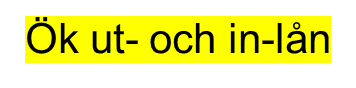 Ök ut- och in-lån